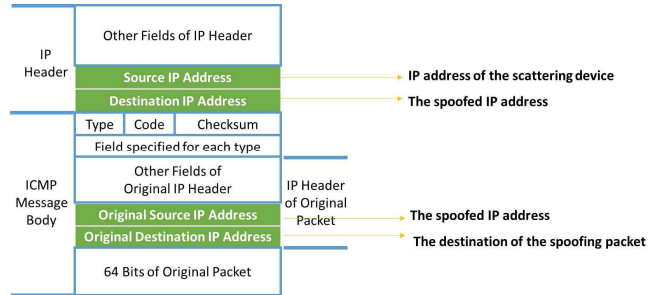 IP
Header
Other Fields of IP Header
Source IP Address
IP address of the scattering device
Destination IP Address
The spoofed IP address
ICMP
Message
Body
Type Code Checksum
Field specified for each type
Other Fields of
Original IP Header
IP Header
of Original
Packet
Original Source IP Address
The spoofed IP address
Original Destination IP Address
The destination of the spoofing packet
64 Bits of Original Packet